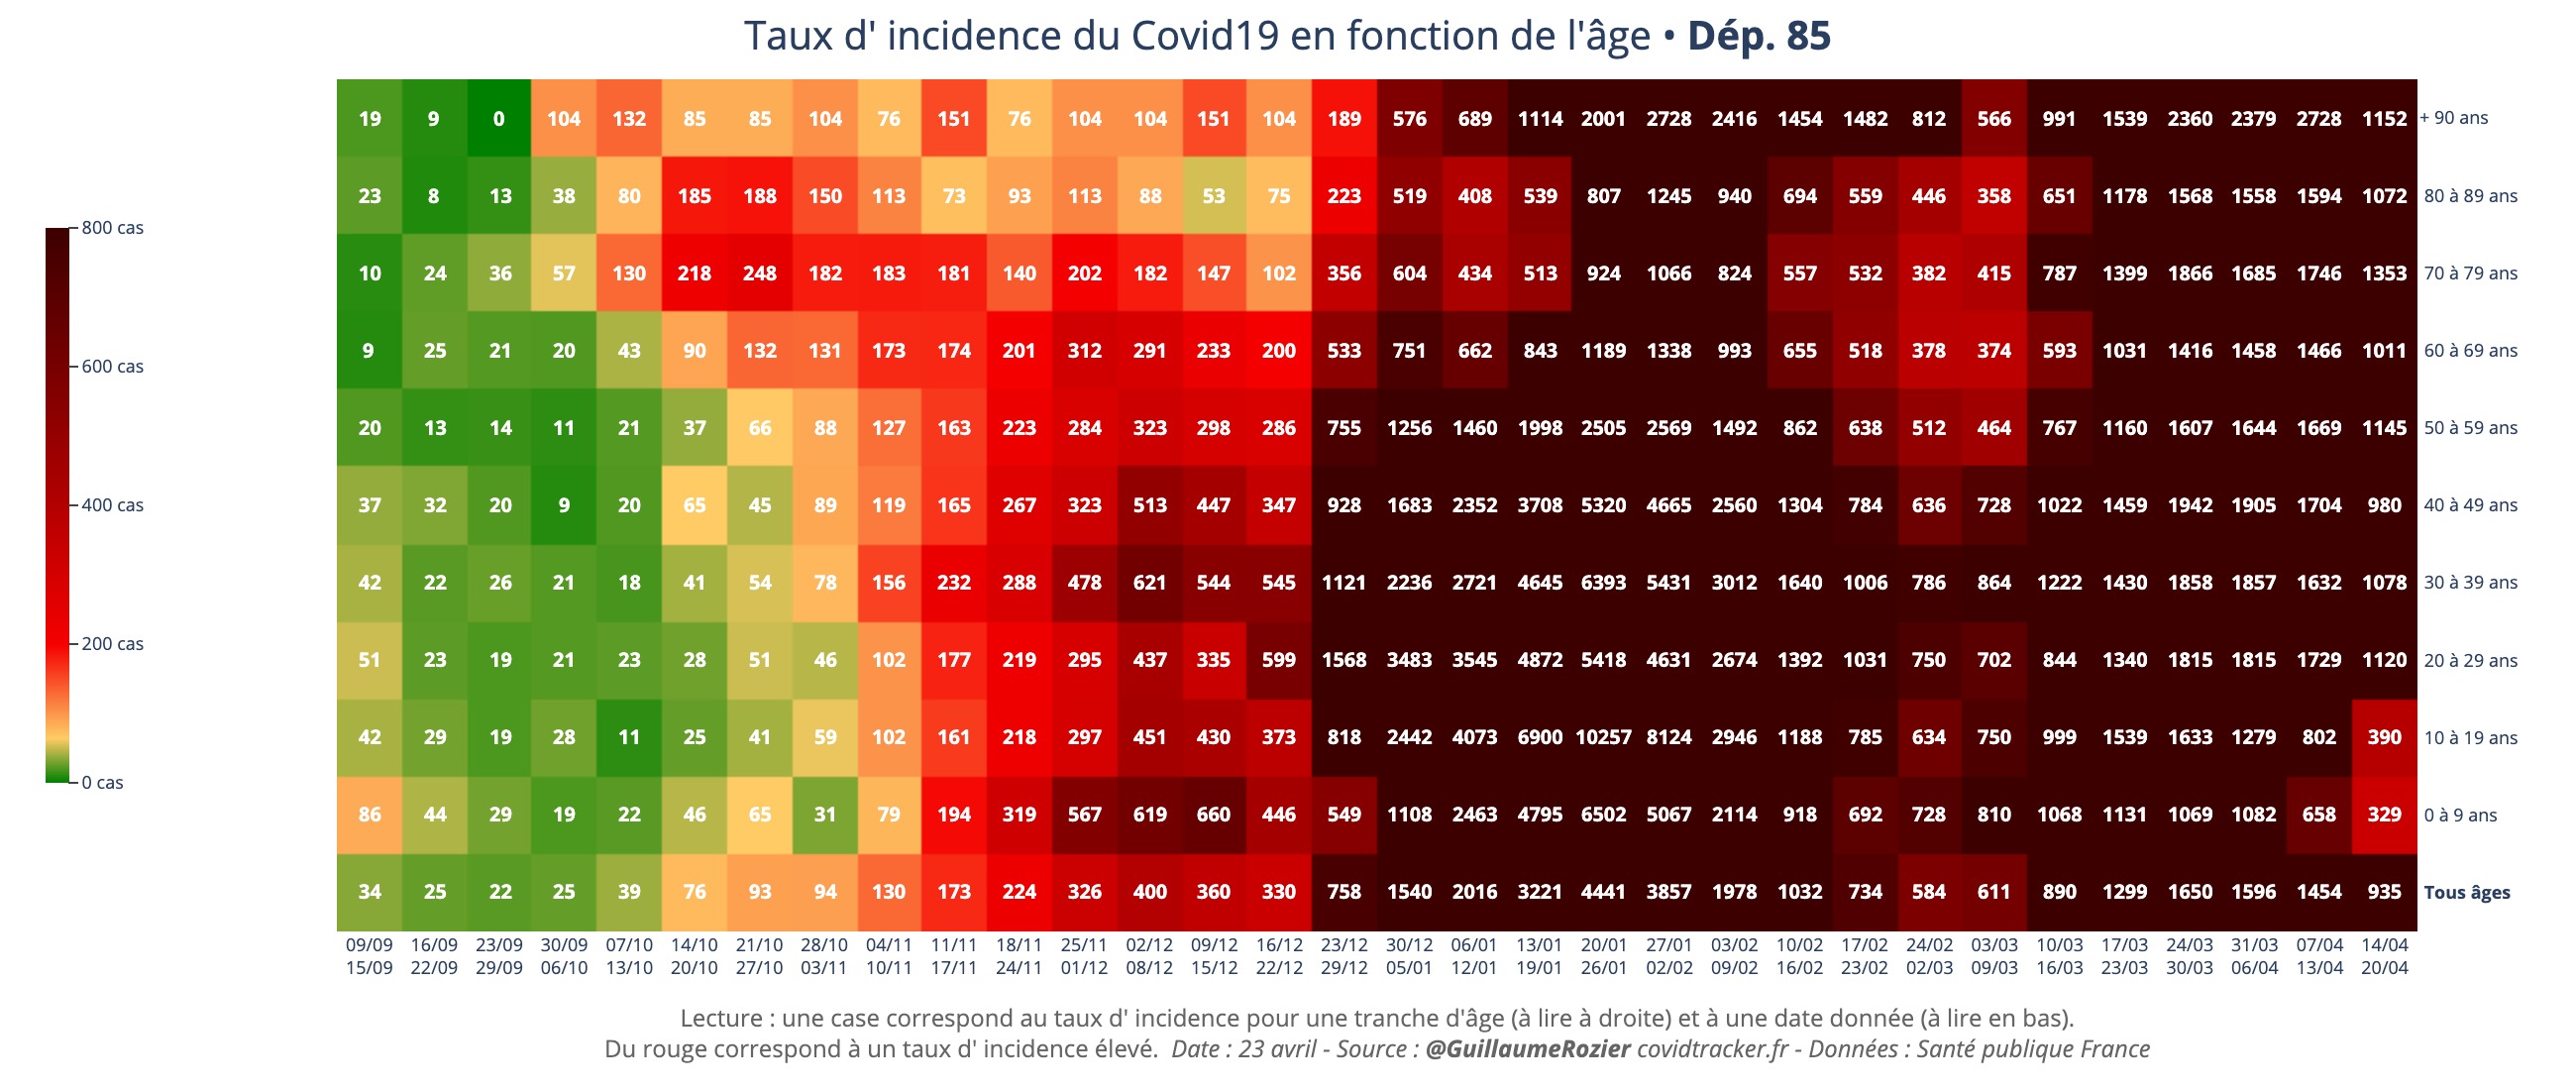 Taux d' incidence du Covid19 en fonction de l'âge • Dép. 85
800 cas
600 cas
400 cas
200 cas
0 cas
19 9 0 104 132 85 85 104 76 151 76 104 104 151 104 189 576 689 1114 2001 2728 2416 1454 1482 812 566 991 1539 2360 2379 2728 1152 + 90 ans
23 8 13 38 80 185 188 150 113 73 93 113 88 53 75 223 519 408 539 807 1245 940 694 559 446 358 651 1178 1568 1558 1594 1072 80 à 89 ans
10 24 36 57 130 218 248 182 183 181 140 202 182 147 102 356 604 434 513 924 1066 824 557 532 382 415 787 1399 1866 1685 1746 1353 70 à 79 ans
9 25 21 20 43 90 132 131 173 174 201 312 291 233 200 533 751 662 843 1189 1338 993 655 518 378 374 593 1031 1416 1458 1466 1011 60 à 69 ans
20 13 14 11 21 37 66 88 127 163 223 284 323 298 286 755 1256 1460 1998 2505 2569 1492 862 638 512 464 767 1160 1607 1644 1669 1145 50 à 59 ans
37 32 20 9 20 65 45 89 119 165 267 323 513 447 347 928 1683 2352 3708 5320 4665 2560 1304 784 636 728 1022 1459 1942 1905 1704 980 40 à 49 ans
42 22 26 21 18 41 54 78 156 232 288 478 621 544 545 1121 2236 2721 4645 6393 5431 3012 1640 1006 786 864 1222 1430 1858 1857 1632 1078 30 à 39 ans
51 23 19 21 23 28 51 46 102 177 219 295 437 335 599 1568 3483 3545 4872 5418 4631 2674 1392 1031 750 702 844 1340 1815 1815 1729 1120 20 à 29 ans
42 29 19 28 11 25 41 59 102 161 218 297 451 430 373 818 2442 4073 6900 10257 8124 2946 1188 785 634 750 999 1539 1633 1279 802 390 10 à 19 ans
86 44 29 19 22 46 65 31 79 194 319 567 619 660 446 549 1108 2463 4795 6502 5067 2114 918 692 728 810 1068 1131 1069 1082 658 329 0 à 9 ans
34 25 22 25 39 76 93 94 130 173 224 326 400 360 330 758 1540 2016 3221 4441 3857 1978 1032 734 584 611 890 1299 1650 1596 1454 935 Tous âges
09/09 16/09 23/09 30/09 07/10 14/10 21/10 28/10 04/11 11/11 18/11 25/11 02/12 09/12 16/12 23/12 30/12 06/01 13/01 20/01 27/01 03/02 10/02 17/02 24/02 03/03 10/03 17/03 24/03 31/03 07/04 14/04
15/09 22/09 29/09 06/10 13/10 20/10 27/10 03/11 10/11 17/11 24/11 01/12 08/12 15/12 22/12 29/12 05/01 12/01 19/01 26/01 02/02 09/02 16/02 23/02 02/03 09/03 16/03 23/03 30/03 06/04 13/04 20/04
Lecture : une case correspond au taux d' incidence pour une tranche d'âge (à lire à droite) et à une date donnée (à lire en bas).
Du rouge correspond à un taux d' incidence élevé. Date : 23 avril - Source : @GuillaumeRozier covidtracker.fr - Données : Santé publique France